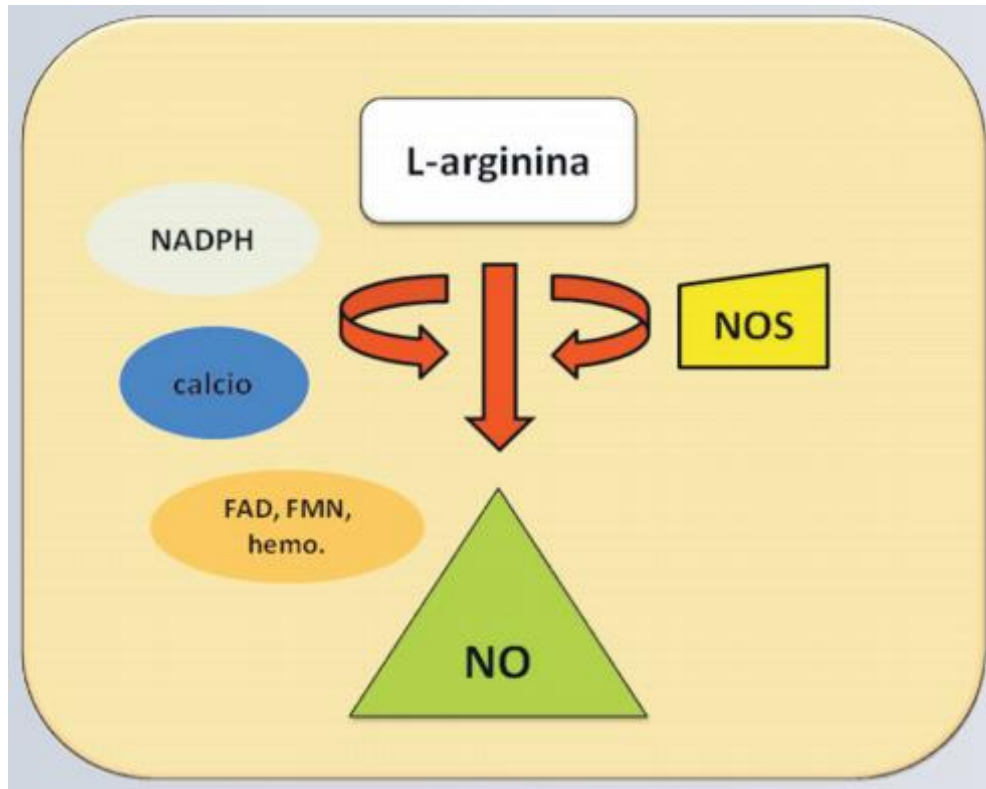 L-arginina
NADPH
NOS
calcio
FAD, FMN,
hemo.
NO